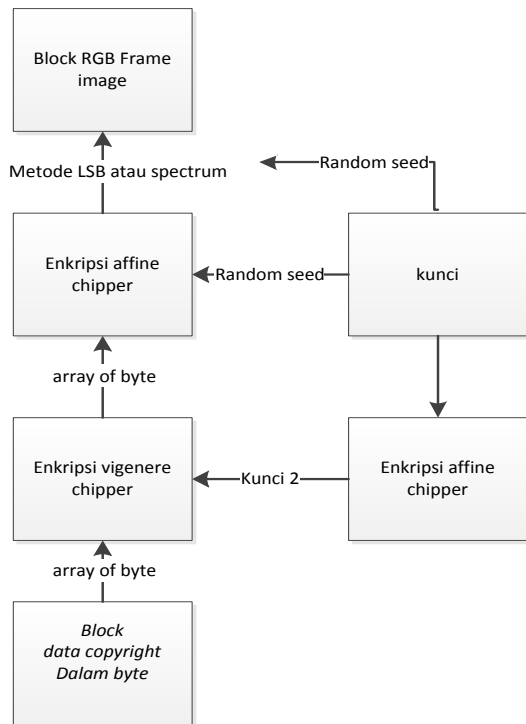 Block RGB Frame
image
Metode LSB atau spectrum
Random seed
Enkripsi affine
chipper
Random seed
kunci
array of byte
Enkripsi vigenere
chipper
Kunci 2
Enkripsi affine
chipper
array of byte
Block
data copyright
Dalam byte